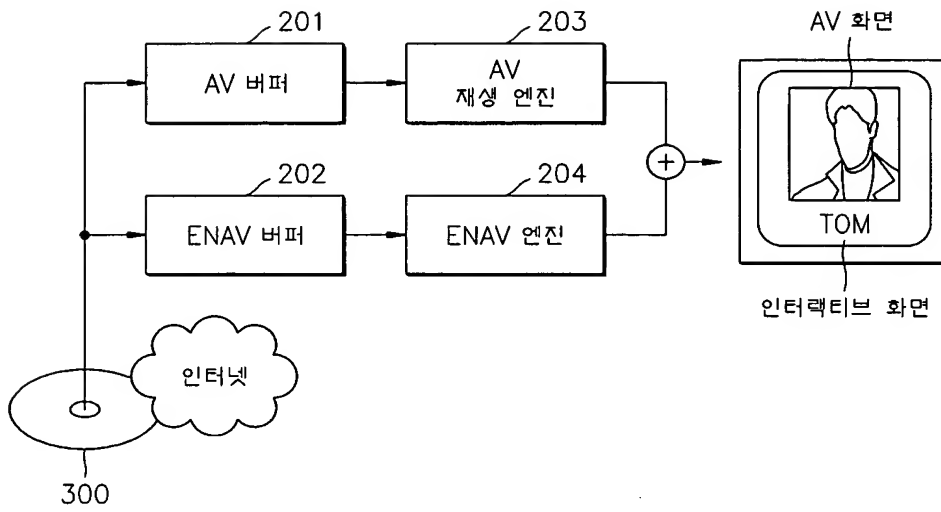 201
203
AV 화면
AV 버퍼
AV
재생 엔진
202
204
ENAV 버퍼
ENAV 엔진
TOM
인터랙티브 화면
인터넷
300